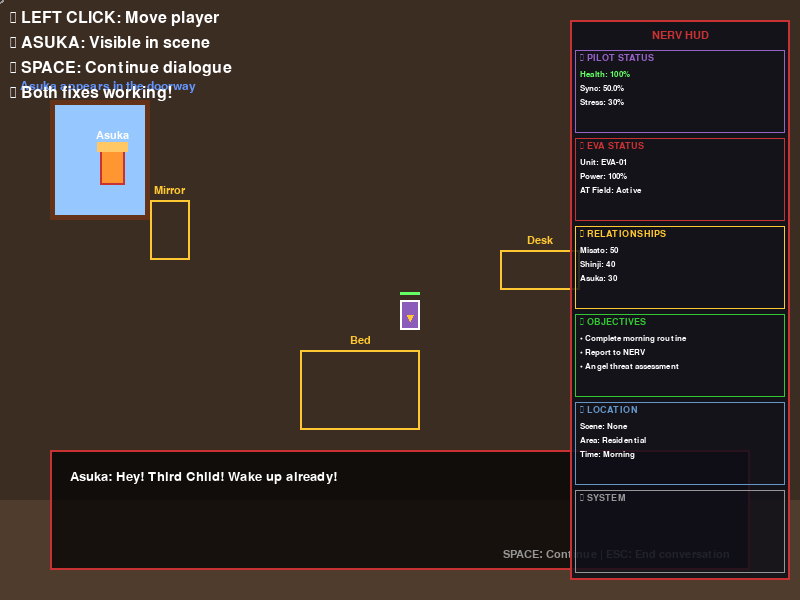 LEFT CLICK: Move player
ASUKA: Visible in scene
SPACE: Continue dialogue
Asuka appears in the doorway
Both fixes working!
Asuka
Mirror
Desk
Bed
Asuka: Hey! Third Child! Wake up already!
SPACE: Continue | ESC: End conversation
NERV HUD
PILOT STATUS
Health: 100%
Sync: 50.0%
Stress: 30%
EVA STATUS
Unit: EVA-01
Power: 100%
AT Field: Active
RELATIONSHIPS
Misato: 50
Shinji: 40
Asuka: 30
OBJECTIVES
• Complete morning routine
• Report to NERV
• Angel threat assessment
LOCATION
Scene: None
Area: Residential
Time: Morning
SYSTEM